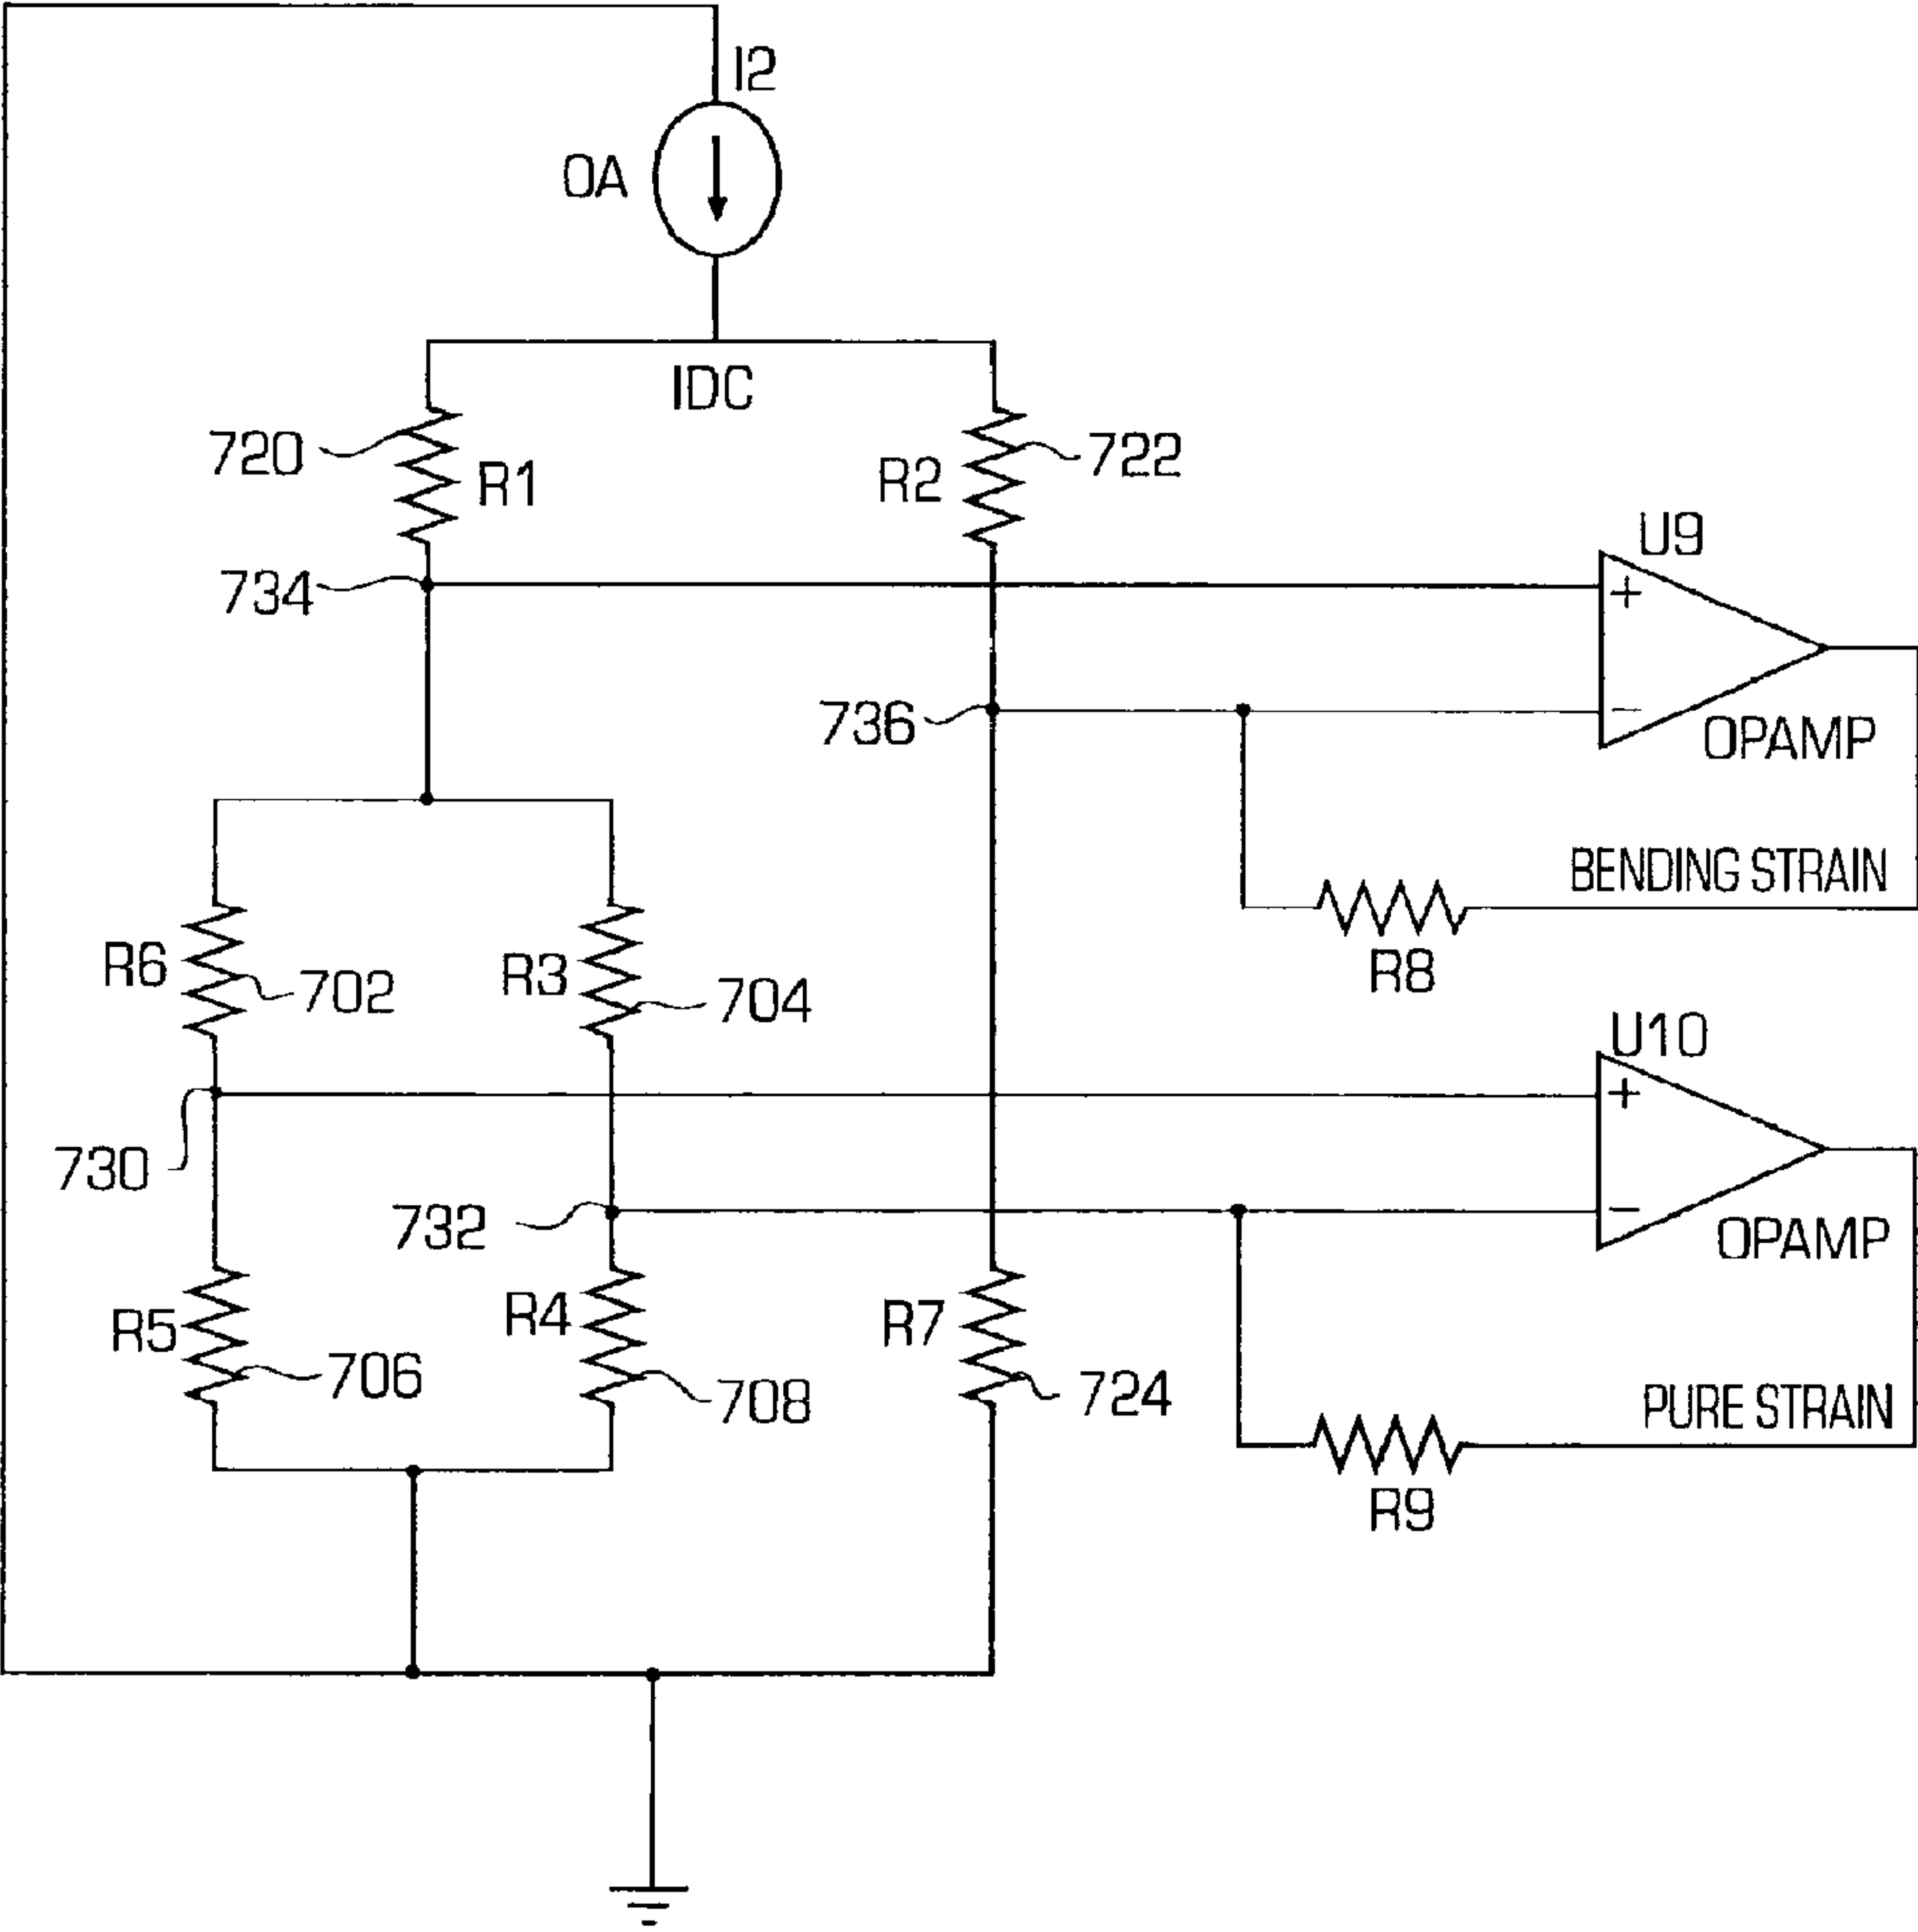 I2
0A
IDC
720
R1
R2
722
U9
734
+
736
−
OPAMP
BENDING STRAIN
R6
702
R3
704
R8
U10
+
730
732
−
OPAMP
R5
706
R4
708
R7
724
PURE STRAIN
R9